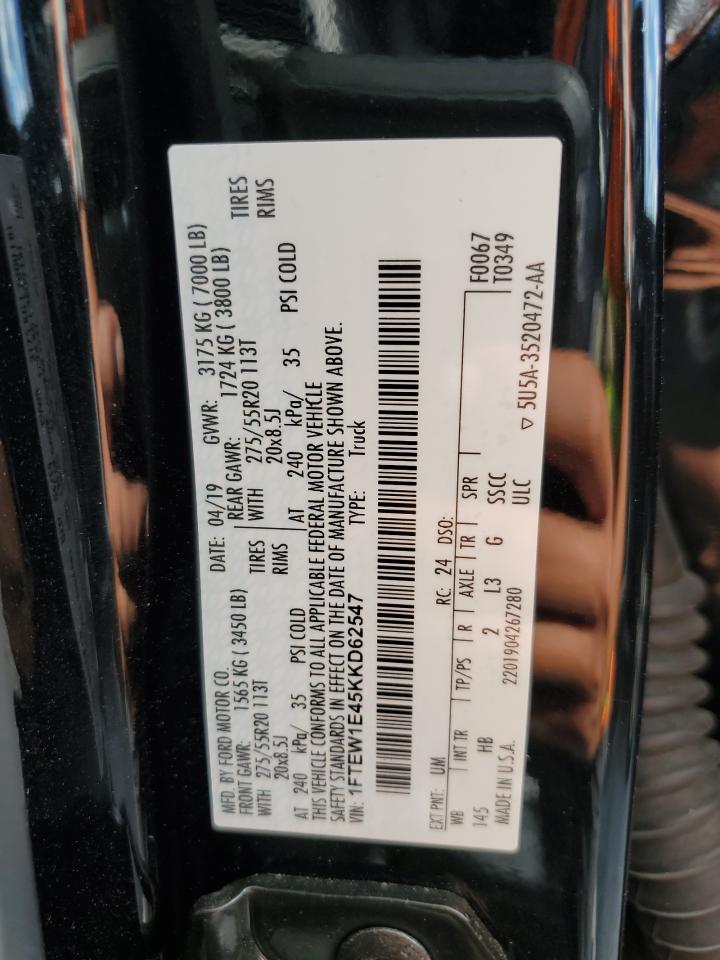 MFD. BY FORD MOTOR CO. DATE: 04/19 GVWR: 3175 KG ( 7000 LB)
FRONT GAWR: 1565 KG ( 3450 LB) REAR GAWR: 1724 KG ( 3800 LB)
WITH 275/55R20 113T TIRES WITH 275/55R20 113T TIRES
20x8.5J RIMS 20x8.5J RIMS
AT 240 kPa/ 35 PSI COLD AT 240 kPa/ 35 PSI COLD
THIS VEHICLE CONFORMS TO ALL APPLICABLE FEDERAL MOTOR VEHICLE
SAFETY STANDARDS IN EFFECT ON THE DATE OF MANUFACTURE SHOWN ABOVE.
VIN: 1FTEW1E45KKD62547 TYPE: Truck
EXT PNT: UM RC: 24 DSO:
WB INT TR TP/PS R AXLE TR SPR F0067
145 HB 2 L3 G SSCC T0349
MADE IN U.S.A. 2201904267280 ULC ▽ 5U5A-3520472-AA